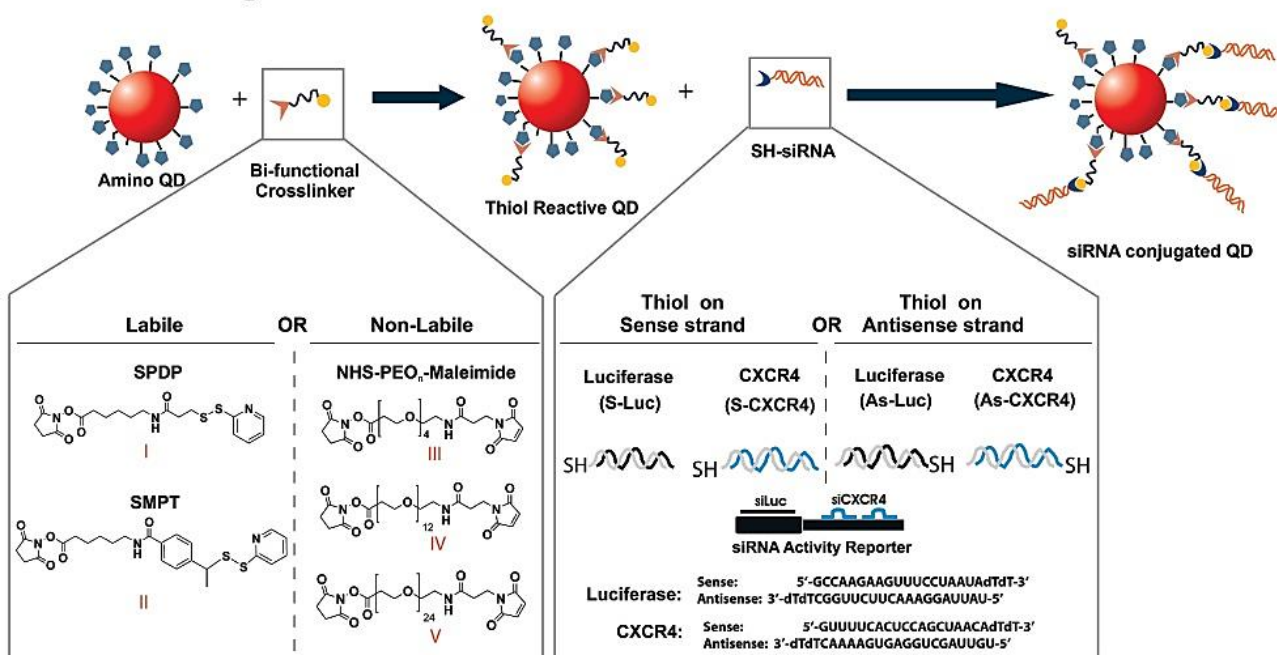 Amino QD
+
Bi-functional
Crosslinker
Thiol Reactive QD
+
SH-siRNA
siRNA conjugated QD
Labile OR Non-Labile
SPDP
I
SMPT
II
NHS-PEOn-Maleimide
4
III
12
IV
24
V
Thiol on
Sense strand
OR
Thiol on
Antisense strand
Luciferase
(S-Luc)
CXCR4
(S-CXCR4)
Luciferase
(As-Luc)
CXCR4
(As-CXCR4)
SH
SH
SH
SH
siLuc siCXCR4
siRNA Activity Reporter
Luciferase:
Sense: 5'-GCCAAGAAGUUUCCUAAUAdTdT-3'
Antisense: 3'-dTdTCGGUUCUUCAAAGGAUUAU-5'
CXCR4:
Sense: 5'-GUUUUCACUCCAGCUAACAdTdT-3'
Antisense: 3'-dTdTCAAAAGUGAGGUCGAUUGU-5'